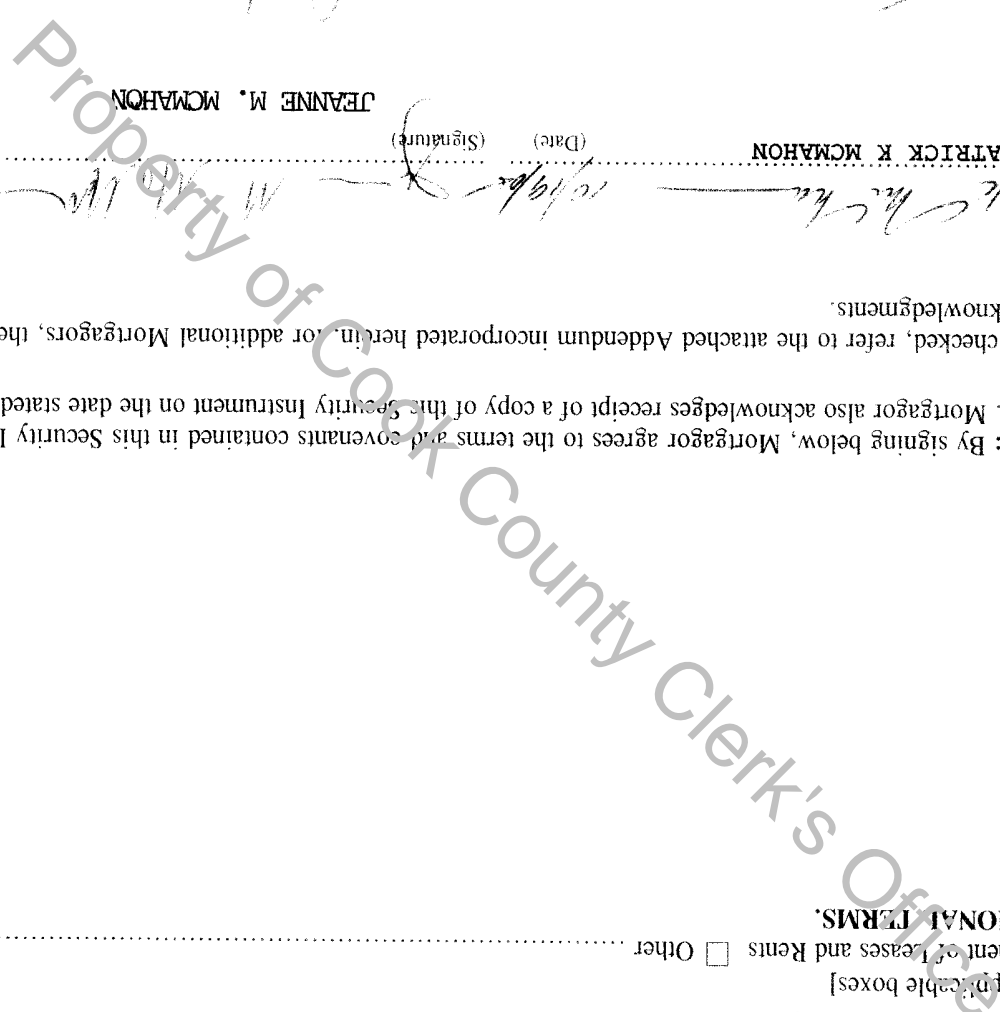 pplicable boxes]
ent of Leases and Rents ☐ Other
IONAL TERMS.
: By signing below, Mortgagor agrees to the terms and covenants contained in this Security I
. Mortgagor also acknowledges receipt of a copy of this Security Instrument on the date stated
checked, refer to the attached Addendum incorporated herein, for additional Mortgagors, the
knowledgments.
(Date) (Signature)
ATRICK K MCMAHON
JEANNE M. MCMAHON
Property of Cook County Clerk's Office